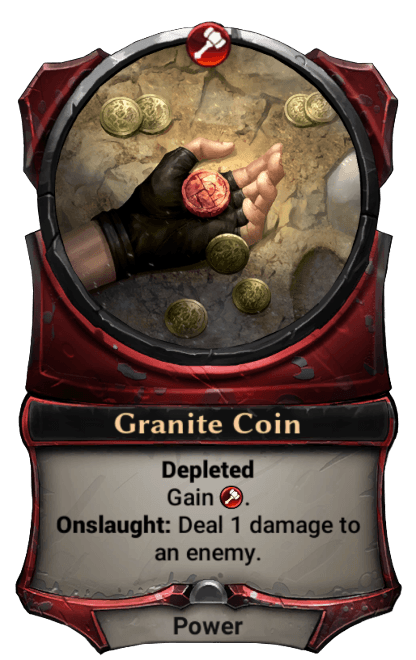 Granite Coin
Depleted
Gain .
Onslaught: Deal 1 damage to
an enemy.
Power